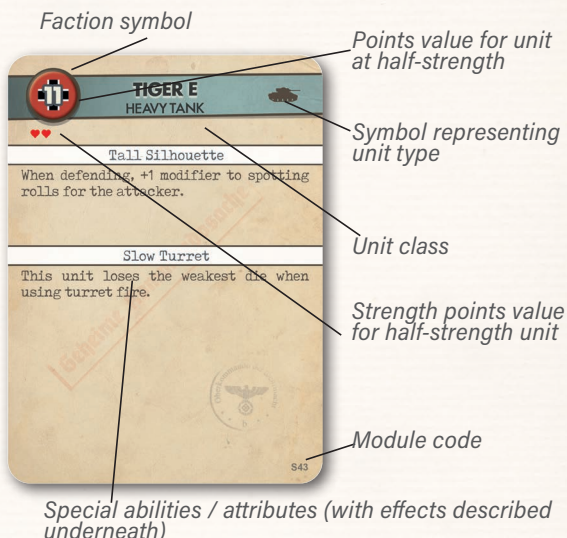 Faction symbol
Points value for unit
at half-strength
11
TIGER E
HEAVY TANK
Symbol representing
unit type
Tall Silhouette
When defending, +1 modifier to spotting
rolls for the attacker.
Unit class
Slow Turret
This unit loses the weakest die when
using turret fire.
Strength points value
for half-strength unit
Geheime
Module code
S43
Special abilities / attributes (with effects described
underneath)